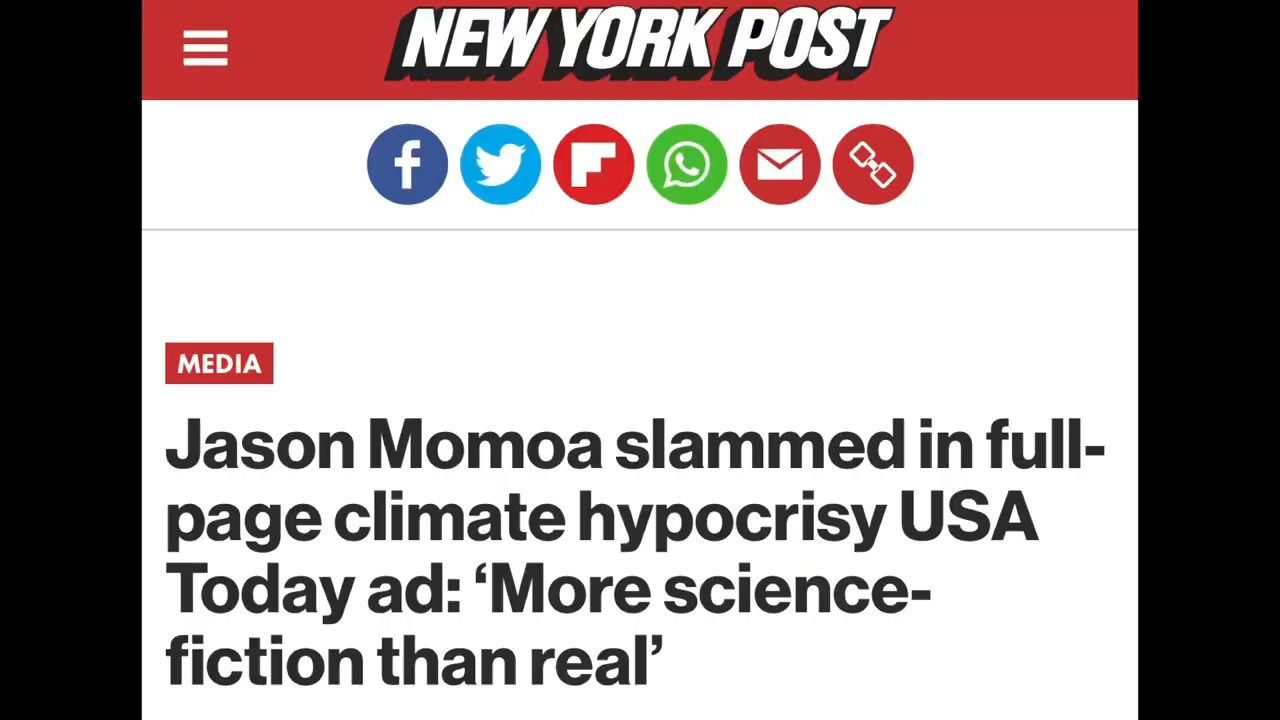 NEW YORK POST
MEDIA
Jason Momoa slammed in full-
page climate hypocrisy USA
Today ad: ‘More science-
fiction than real’